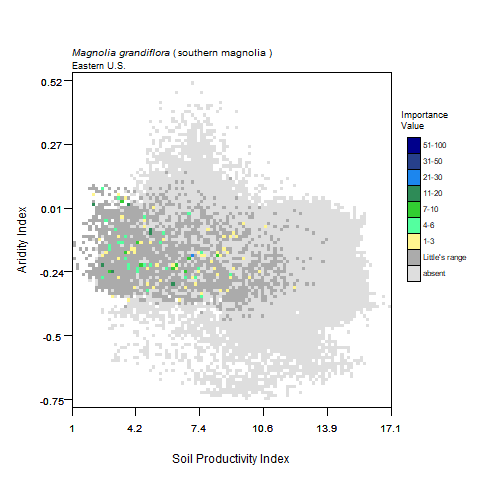 Magnolia grandiflora ( southern magnolia )
Eastern U.S.
0.52
0.27
0.01
-0.24
-0.5
-0.75
Aridity Index
1 4.2 7.4 10.6 13.9 17.1
Soil Productivity Index
Importance
Value
51-100
31-50
21-30
11-20
7-10
4-6
1-3
Little's range
absent